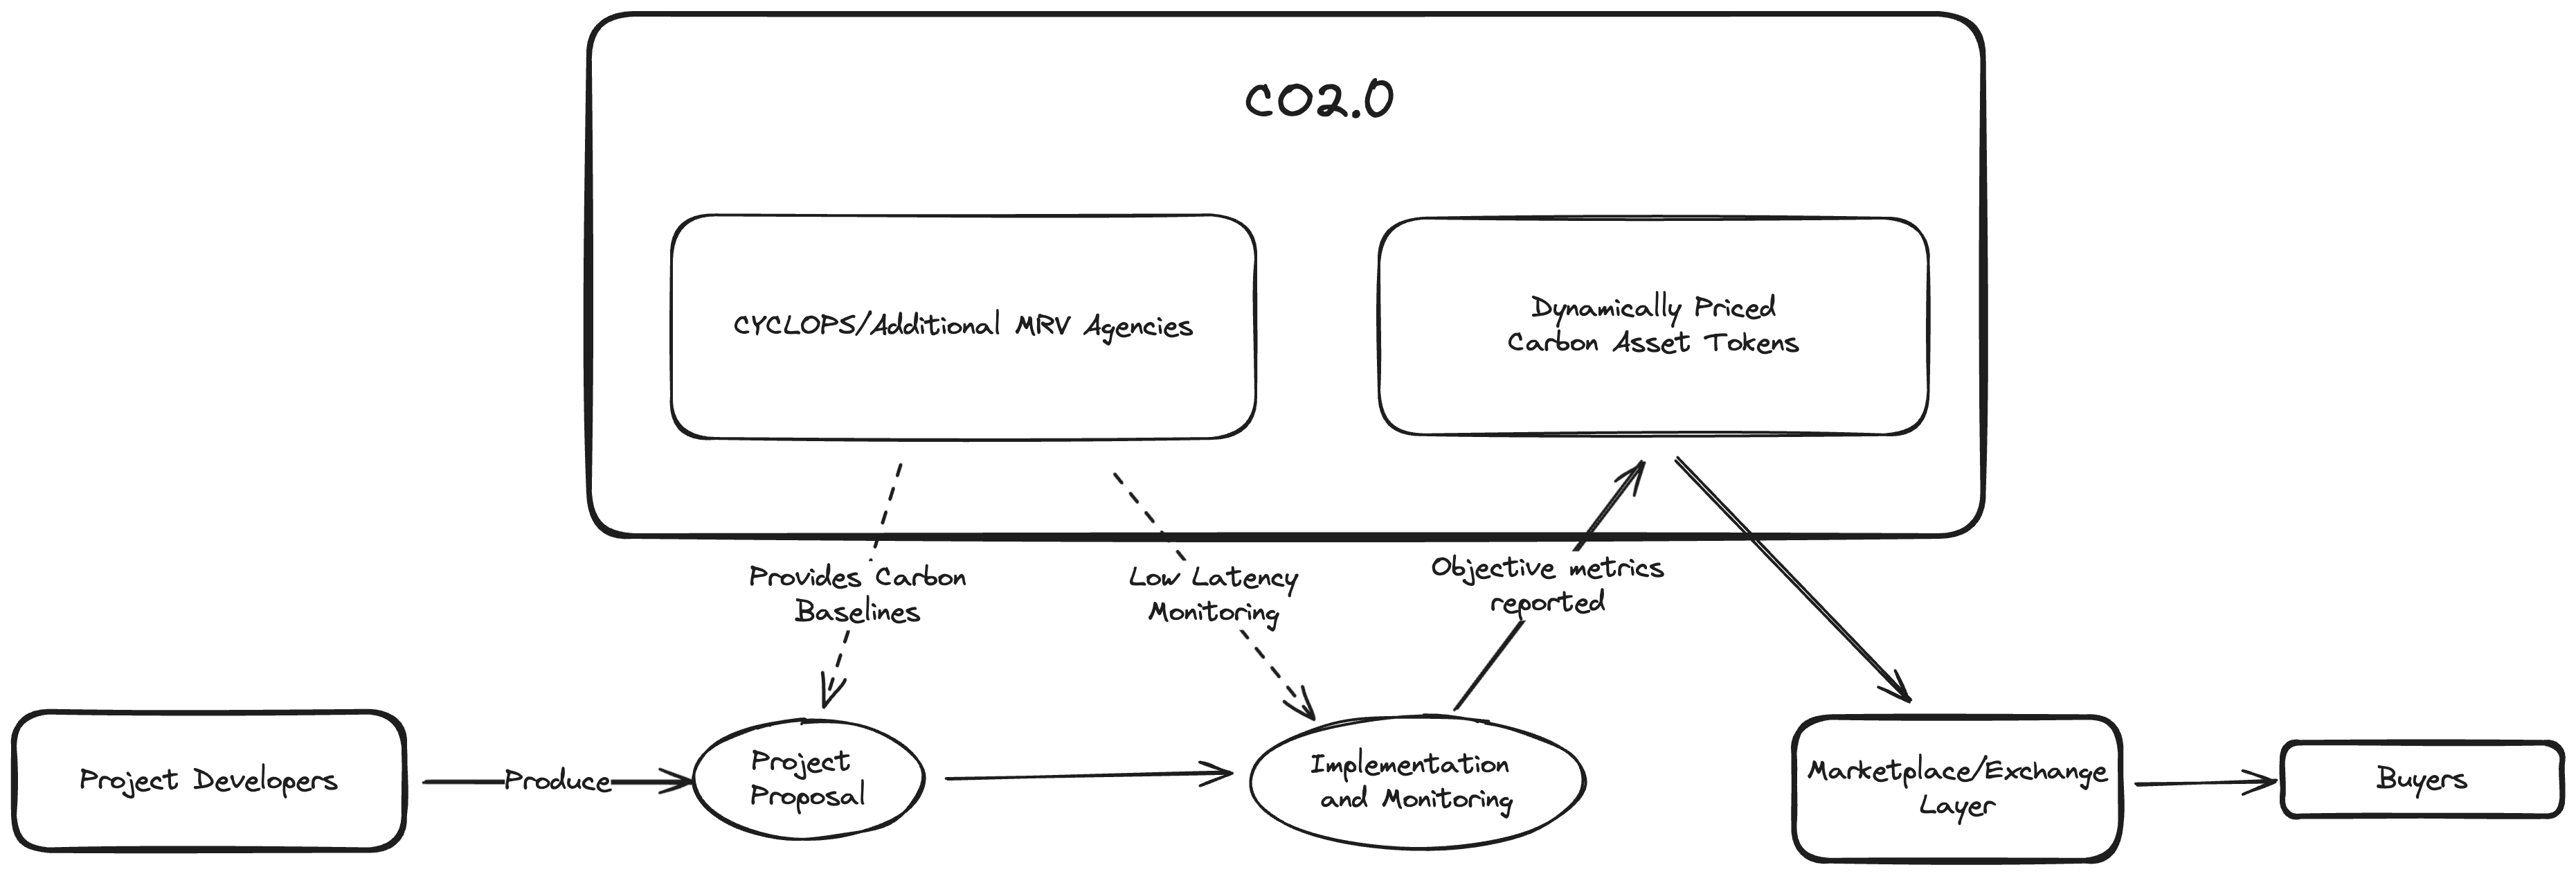 CO2.0
CYCLOPS/Additional MRV Agencies
Dynamically Priced
Carbon Asset Tokens
Provides Carbon
Baselines
Low Latency
Monitoring
Objective metrics
reported
Project Developers
Produce
Project
Proposal
Implementation
and Monitoring
Marketplace/Exchange
Layer
Buyers